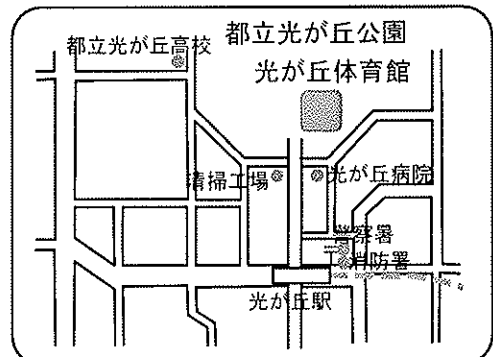 都立光が丘公園
都立光が丘高校
光が丘体育館
清掃工場
光が丘病院
警察署
消防署
光が丘駅